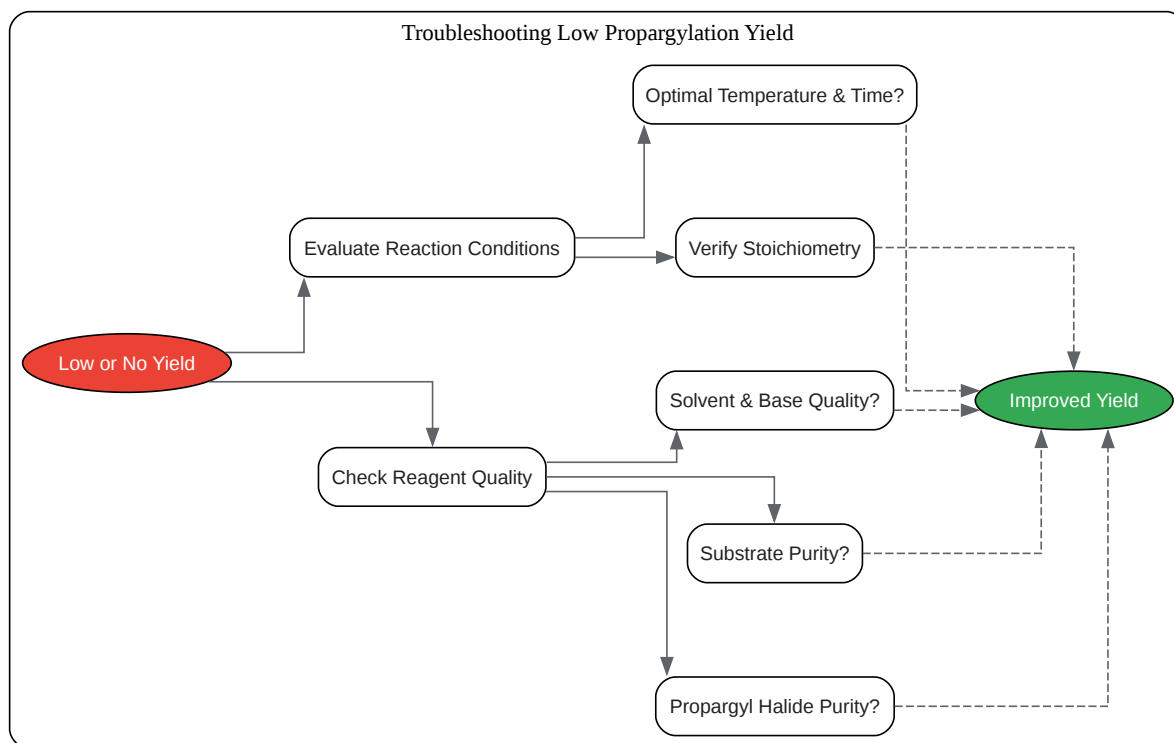 Troubleshooting Low Propargylation Yield
Optimal Temperature & Time?
Evaluate Reaction Conditions
Verify Stoichiometry
Low or No Yield
Solvent & Base Quality?
Improved Yield
Check Reagent Quality
Substrate Purity?
Propargyl Halide Purity?